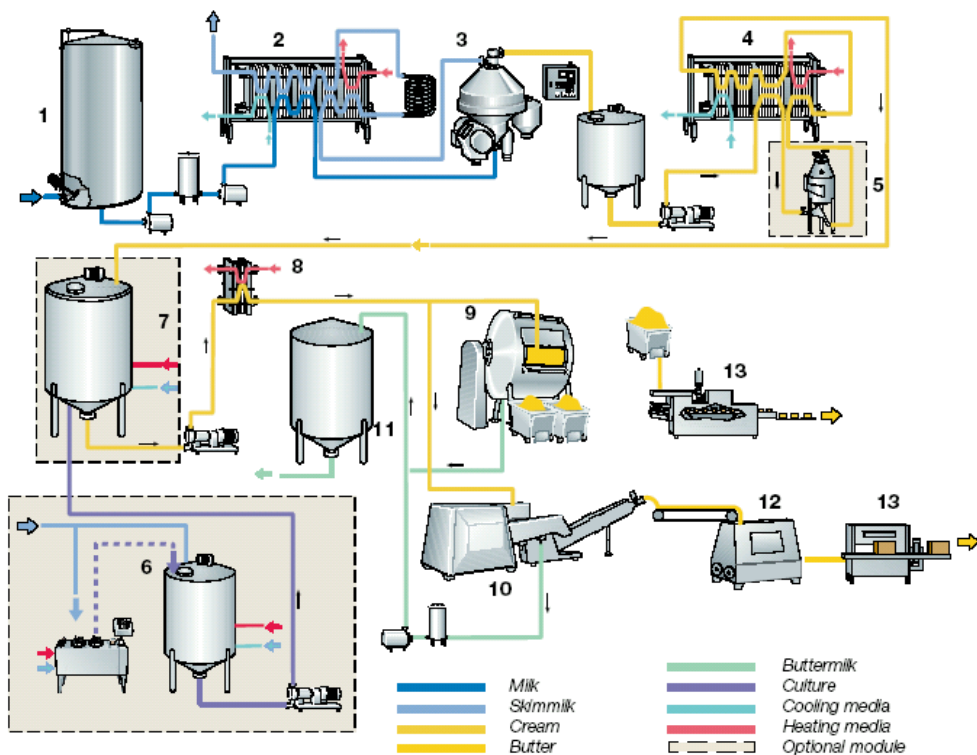 1
2
3
4
5
6
7
8
9
10
11
12
13
13
Milk
Skimmilk
Cream
Butter
Buttermilk
Culture
Cooling media
Heating media
Optional module